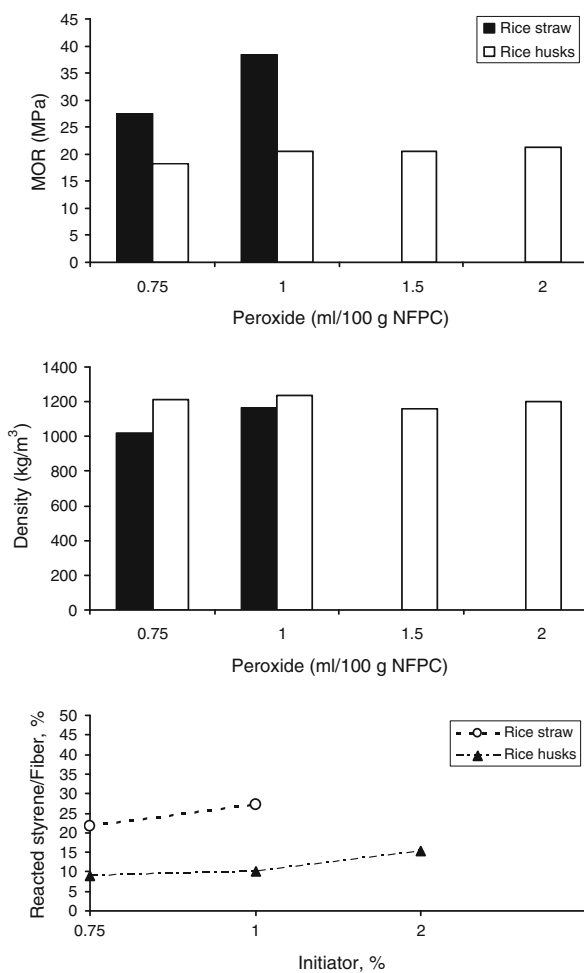 45
40
35
30
25
20
15
10
5
0
MOR (MPa)
Rice straw
Rice husks
0.75 1 1.5 2
Peroxide (ml/100 g NFPC)
1400
1200
1000
800
600
400
200
0
Density (kg/m³)
0.75 1 1.5 2
Peroxide (ml/100 g NFPC)
50
45
40
35
30
25
20
15
10
5
0
Reacted styrene/Fiber, %
Rice straw
Rice husks
0.75 1 2
Initiator, %